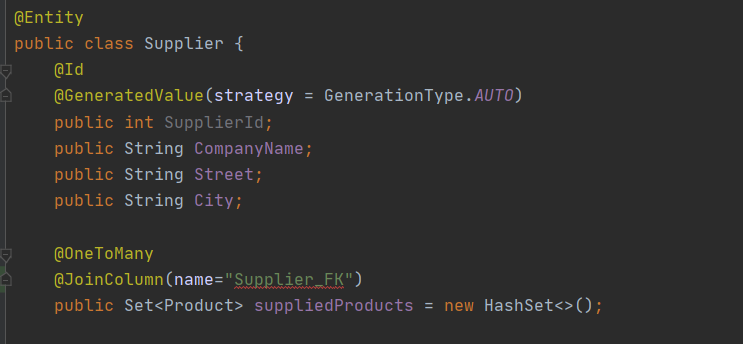 @Entity
public class Supplier {
@Id
@GeneratedValue(strategy = GenerationType.AUTO)
public int SupplierId;
public String CompanyName;
public String Street;
public String City;
@OneToMany
@JoinColumn(name="Supplier_FK")
public Set<Product> suppliedProducts = new HashSet<>();